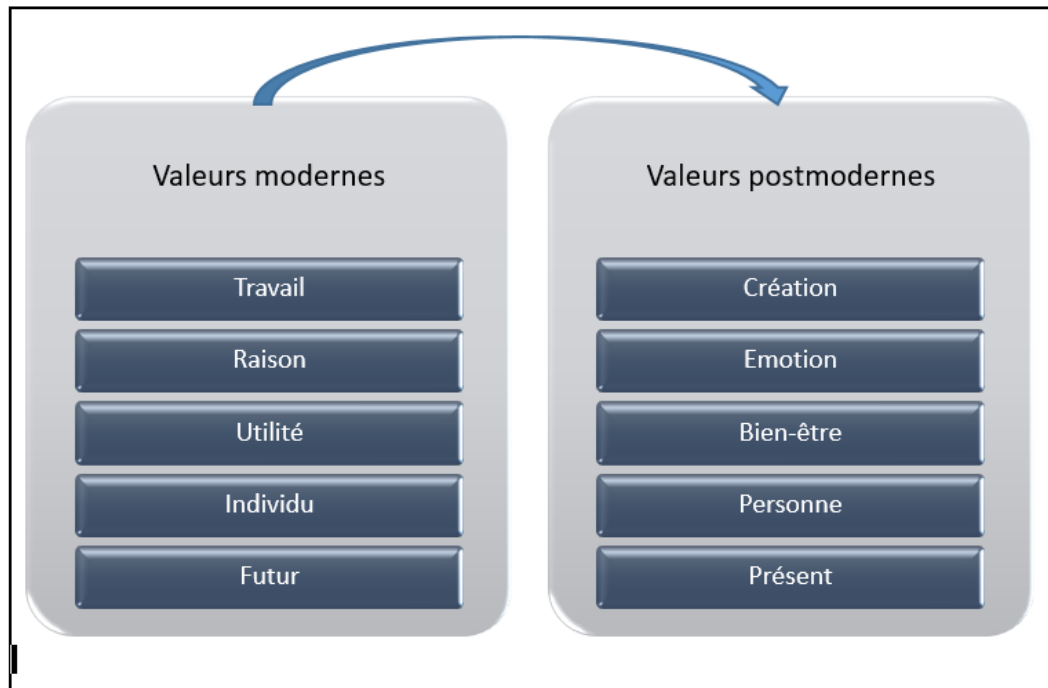 Valeurs modernes
Travail
Raison
Utilité
Individu
Futur
Valeurs postmodernes
Création
Emotion
Bien-être
Personne
Présent